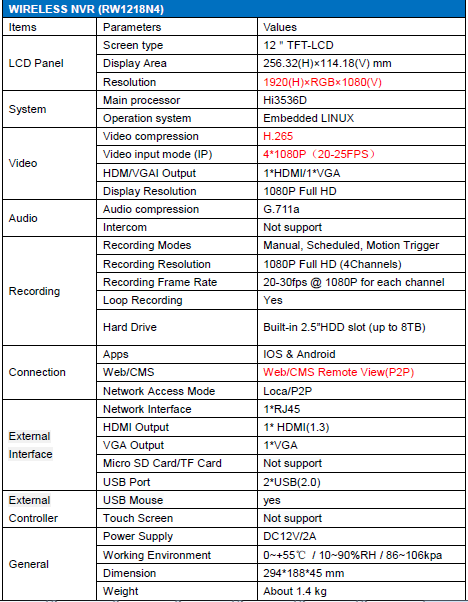 WIRELESS NVR (RW1218N4)
Items Parameters Values
LCD Panel
Screen type 12 " TFT-LCD
Display Area 256.32(H)×114.18(V) mm
Resolution 1920(H)×RGB×1080(V)
System
Main processor Hi3536D
Operation system Embedded LINUX
Video
Video compression H.265
Video input mode (IP) 4*1080P（20-25FPS）
HDM/VGAI Output 1*HDMI/1*VGA
Display Resolution 1080P Full HD
Audio
Audio compression G.711a
Intercom Not support
Recording
Recording Modes Manual, Scheduled, Motion Trigger
Recording Resolution 1080P Full HD (4Channels)
Recording Frame Rate 20-30fps @ 1080P for each channel
Loop Recording Yes
Hard Drive Built-in 2.5"HDD slot (up to 8TB)
Connection
Apps IOS & Android
Web/CMS Web/CMS Remote View(P2P)
Network Access Mode Loca/P2P
External
Interface
Network Interface 1*RJ45
HDMI Output 1* HDMI(1.3)
VGA Output 1*VGA
Micro SD Card/TF Card Not support
USB Port 2*USB(2.0)
External
Controller
USB Mouse yes
Touch Screen Not support
General
Power Supply DC12V/2A
Working Environment 0~+55℃ / 10~90%RH / 86~106kpa
Dimension 294*188*45 mm
Weight About 1.4 kg